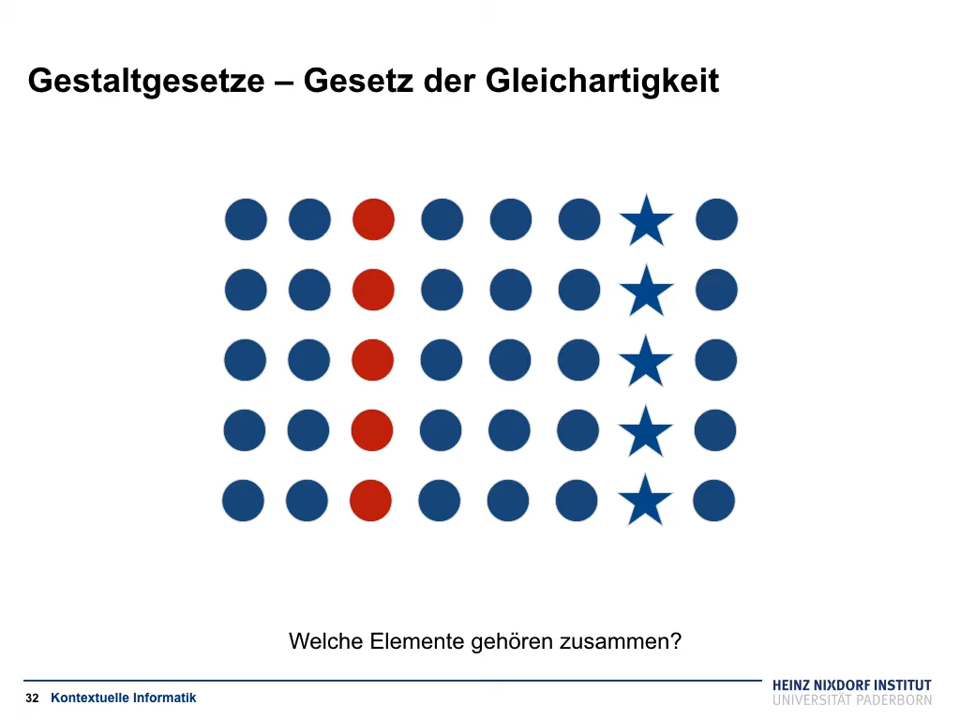 Gestaltgesetze – Gesetz der Gleichartigkeit
Welche Elemente gehören zusammen?
32 Kontextuelle Informatik
HEINZ NIXDORF INSTITUT
UNIVERSITÄT PADERBORN